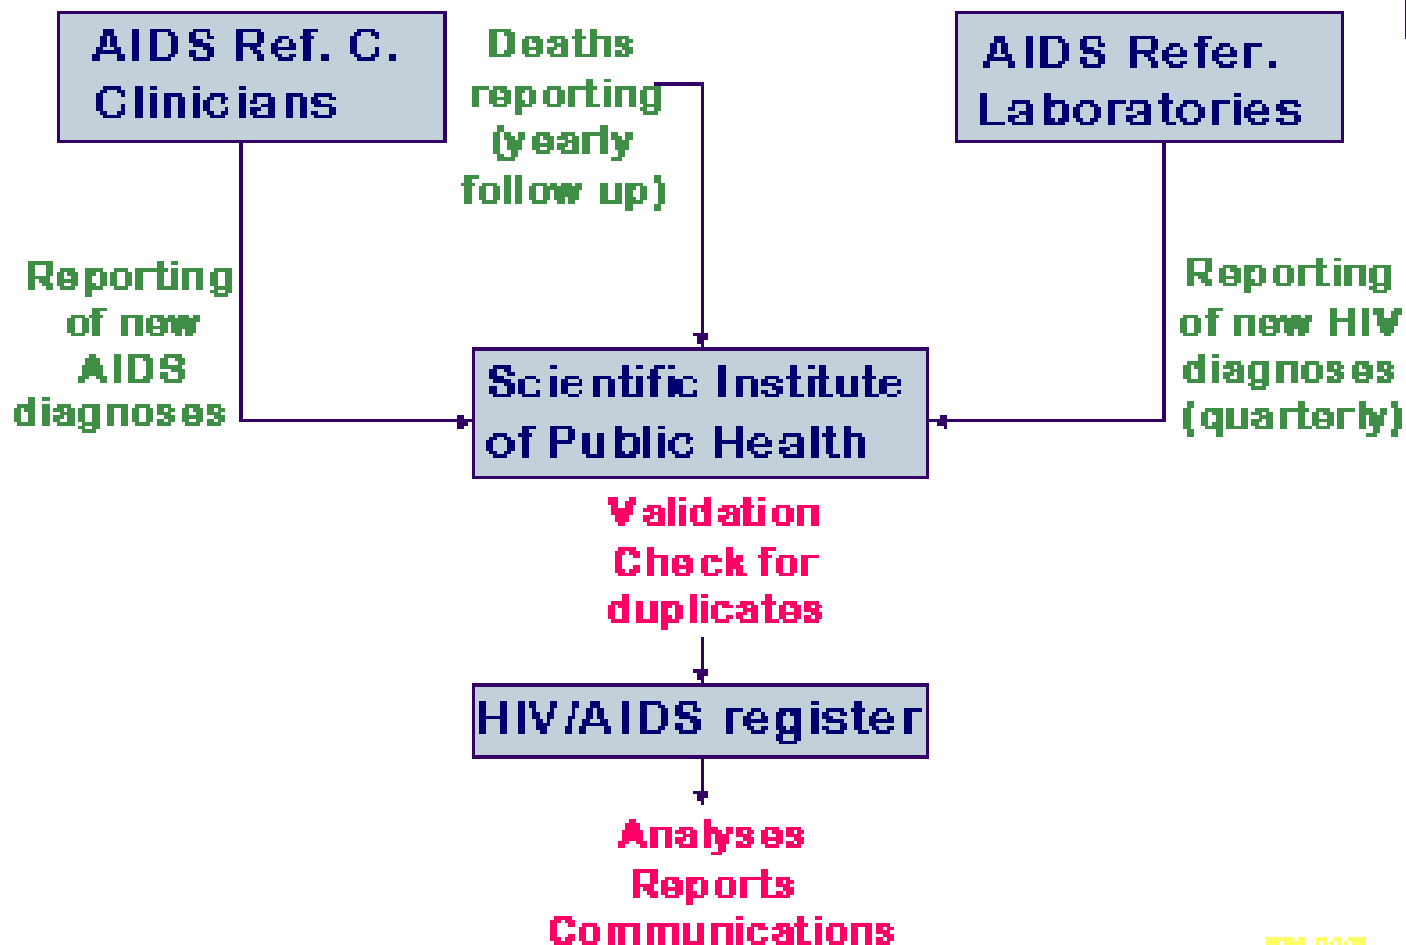 AIDS Ref. C.
Clinicians
Deaths
reporting
(yearly
follow up)
AIDS Refer.
Laboratories
Reporting
of new
AIDS
diagnoses
Reporting
of new HIV
diagnoses
(quarterly)
Scientific Institute
of Public Health
Validation
Check for
duplicates
HIV/AIDS register
Analyses
Reports
Communications